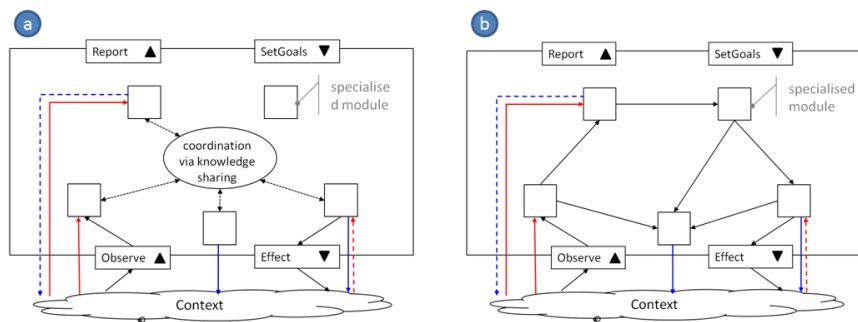 a
Report ▲
SetGoals ▼
specialise
d module
coordination
via knowledge
sharing
Observe ▲
Effect ▼
Context
b
Report ▲
SetGoals ▼
specialised
module
Observe ▲
Effect ▼
Context